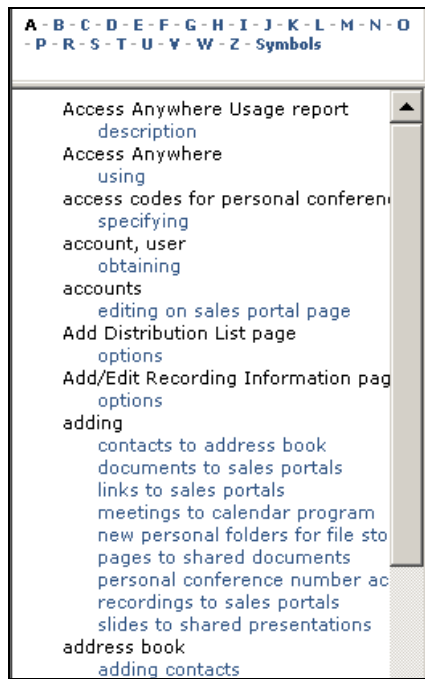 A - B - C - D - E - F - G - H - I - J - K - L - M - N - O
- P - R - S - T - U - V - W - Z - Symbols
Access Anywhere Usage report
description
Access Anywhere
using
access codes for personal conferen
specifying
account, user
obtaining
accounts
editing on sales portal page
Add Distribution List page
options
Add/Edit Recording Information pag
options
adding
contacts to address book
documents to sales portals
links to sales portals
meetings to calendar program
new personal folders for file sto
pages to shared documents
personal conference number ac
recordings to sales portals
slides to shared presentations
address book
adding contacts